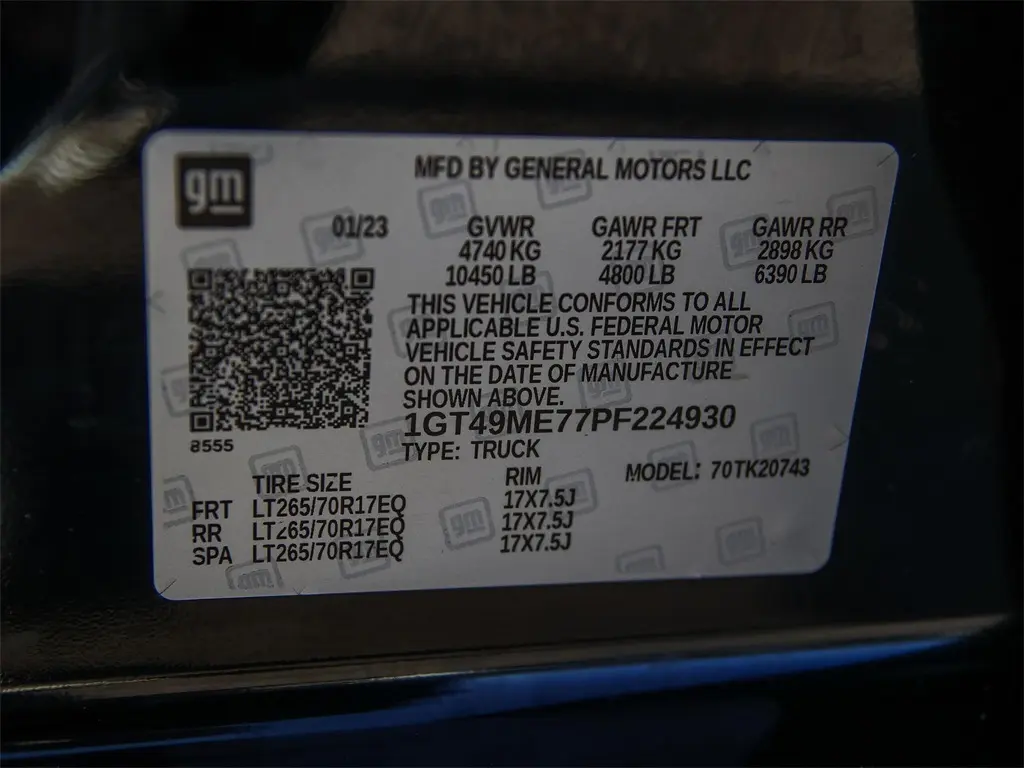 gm
MFD BY GENERAL MOTORS LLC
01/23 GVWR GAWR FRT GAWR RR
4740 KG 2177 KG 2898 KG
10450 LB 4800 LB 6390 LB
THIS VEHICLE CONFORMS TO ALL
APPLICABLE U.S. FEDERAL MOTOR
VEHICLE SAFETY STANDARDS IN EFFECT
ON THE DATE OF MANUFACTURE
SHOWN ABOVE.
1GT49ME77PF224930
8555
TYPE: TRUCK
TIRE SIZE RIM MODEL: 70TK20743
FRT LT265/70R17EQ 17X7.5J
RR LT265/70R17EQ 17X7.5J
SPA LT265/70R17EQ 17X7.5J